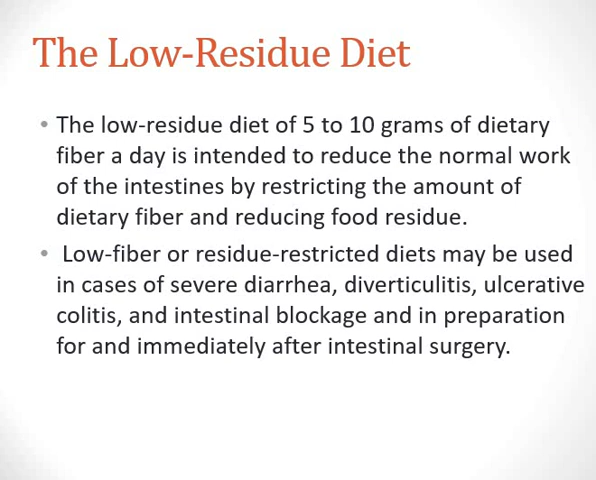 The Low-Residue Diet
• The low-residue diet of 5 to 10 grams of dietary
fiber a day is intended to reduce the normal work
of the intestines by restricting the amount of
dietary fiber and reducing food residue.
• Low-fiber or residue-restricted diets may be used
in cases of severe diarrhea, diverticulitis, ulcerative
colitis, and intestinal blockage and in preparation
for and immediately after intestinal surgery.